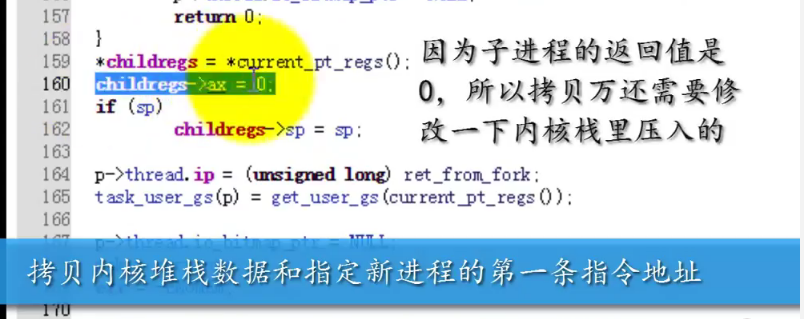 157 return 0;
158 }
159 *childregs = *current_pt_regs();
160 childregs->ax = 0;
161 if (sp)
162 childregs->sp = sp;
163
164 p->thread.ip = (unsigned long) ret_from_fork;
165 task_user_gs(p) = get_user_gs(current_pt_regs());
166
167 p->thread.io_bitmap_ptr = NULL;
170
因为子进程的返回值是
0，所以拷贝万还需要修
改一下内核栈里压入的
拷贝内核堆栈数据和指定新进程的第一条指令地址